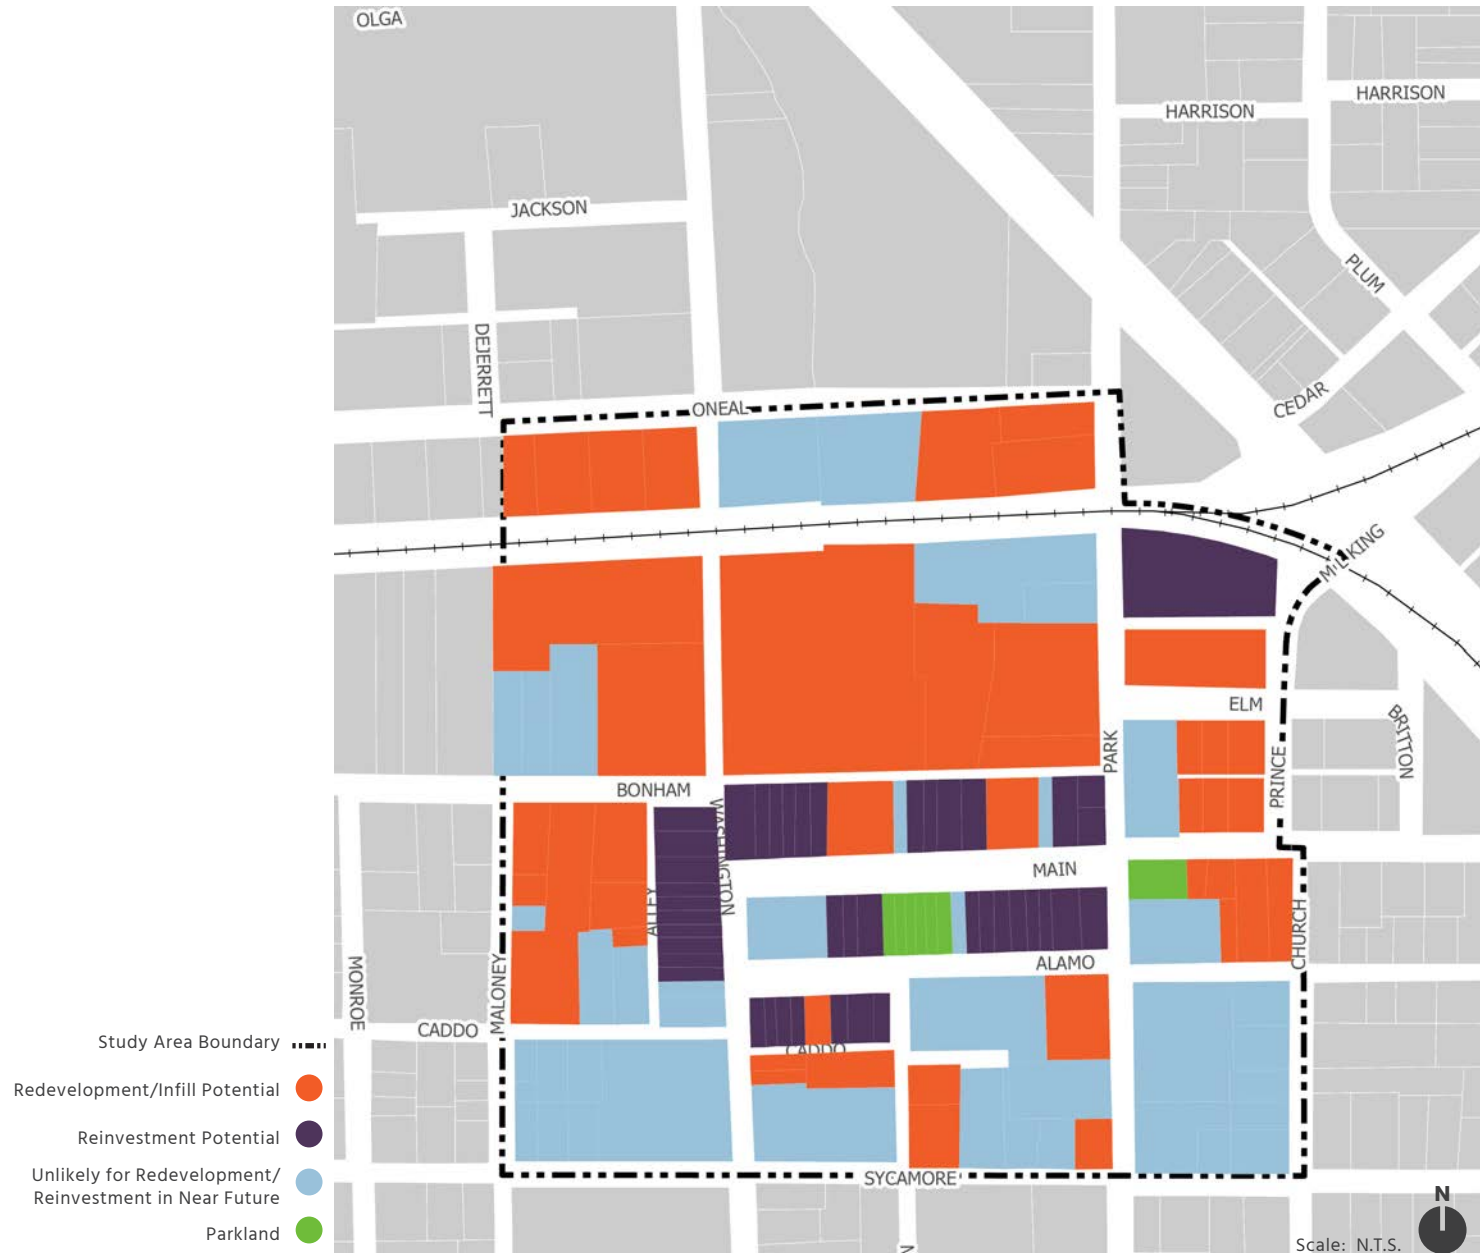 OLGA
HARRISON
HARRISON
JACKSON
PLUM
DEJERRETT
CEDAR
ONEAL
MLKING
ELM
BRITTON
PARK
PRINCE
BONHAM
WASHINGTON
MAIN
ALLEY
CHURCH
ALAMO
MONROE
MALONEY
CADDO
CADDO
SYCAMORE
Study Area Boundary
Redevelopment/Infill Potential
Reinvestment Potential
Unlikely for Redevelopment/
Reinvestment in Near Future
Parkland
N
Scale: N.T.S.